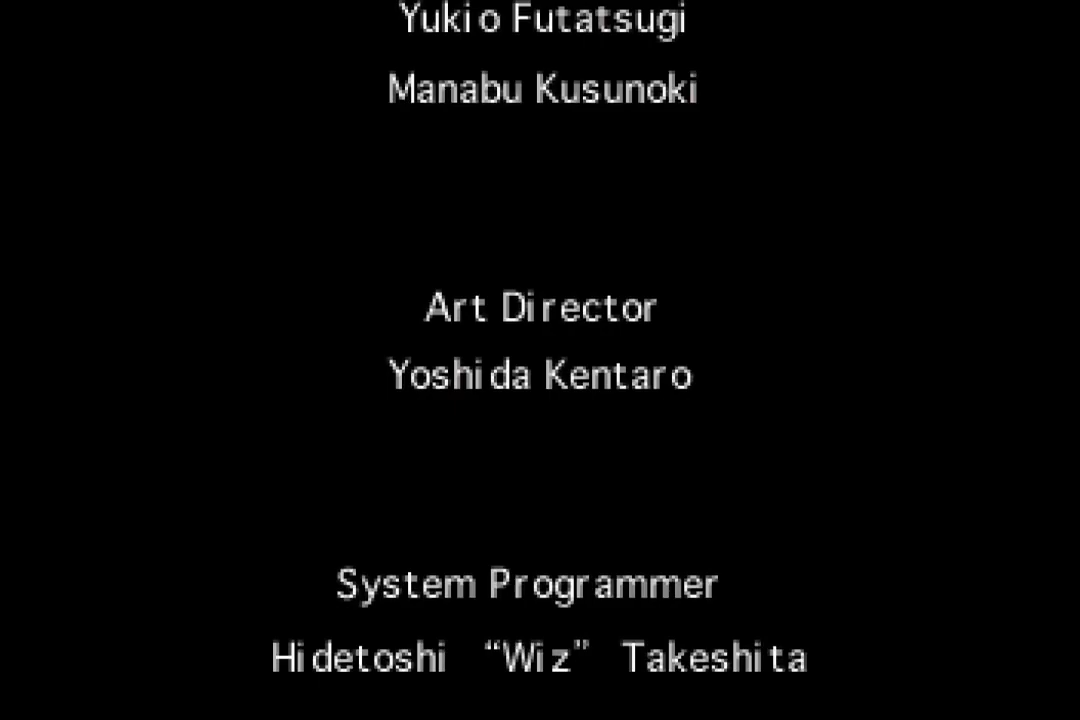 Yukio Futatsugi
Manabu Kusunoki
Art Director
Yoshida Kentaro
System Programmer
Hidetoshi “Wiz” Takeshita